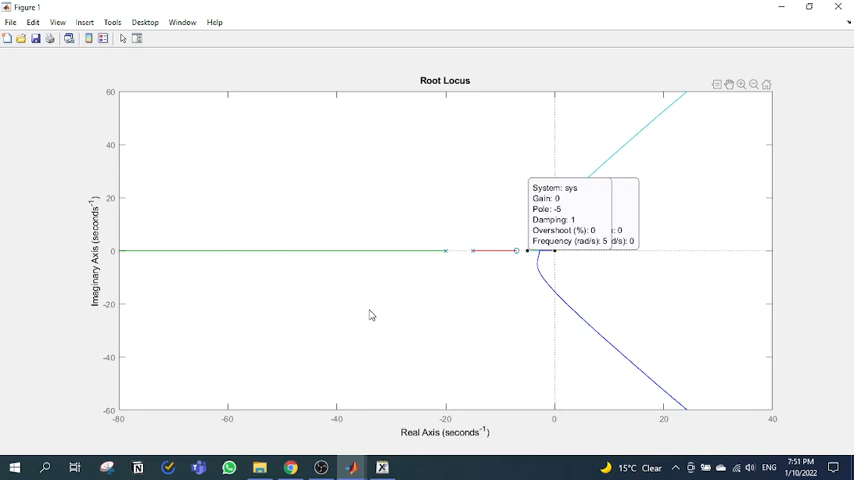 Figure 1
File Edit View Insert Tools Desktop Window Help
Root Locus
60
40
20
0
-20
-40
-60
Imaginary Axis (seconds⁻¹)
System: sys
Gain: 0
Pole: -5
Damping: 1
Overshoot (%): 0
Frequency (rad/s): 5
): 0
d/s): 0
-80 -60 -40 -20 0 20 40
Real Axis (seconds⁻¹)
15°C Clear
ENG
7:51 PM
1/10/2022